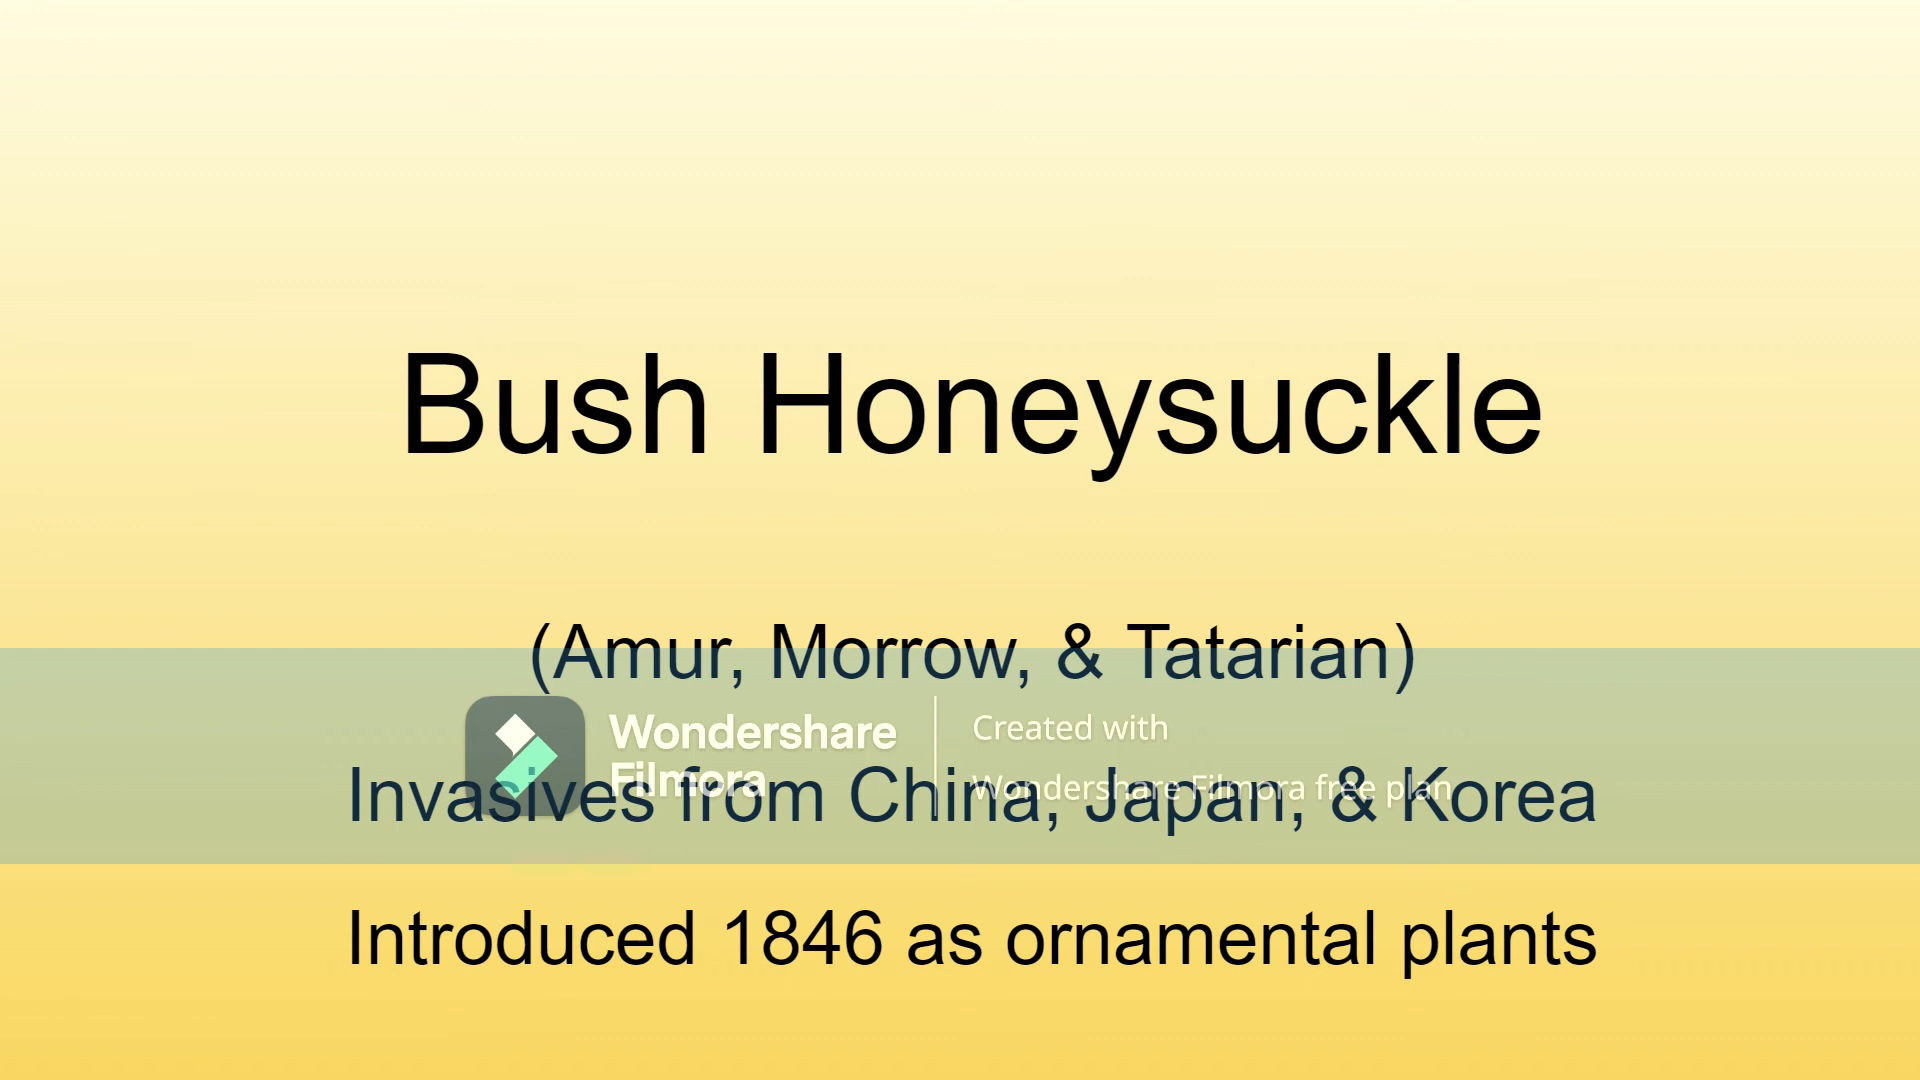 Bush Honeysuckle
(Amur, Morrow, & Tatarian)
Wondershare
Filmora
Created with
Wondershare Filmora free plan
Invasives from China, Japan, & Korea
Introduced 1846 as ornamental plants